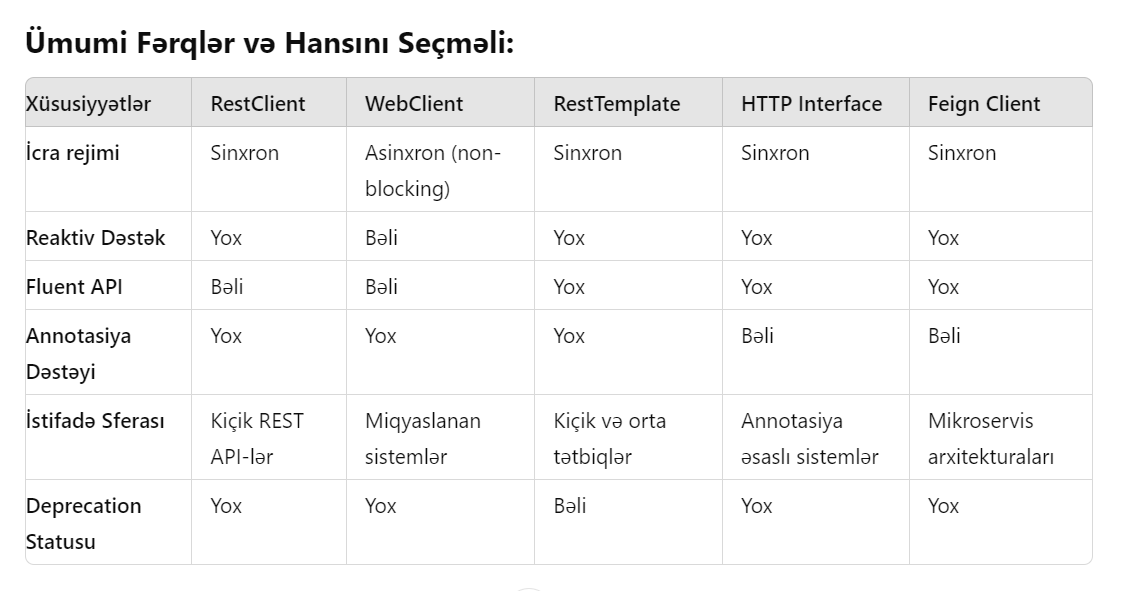 Ümumi Fərqlər və Hansını Seçməli:
Xüsusiyyətlər RestClient WebClient RestTemplate HTTP Interface Feign Client
İcra rejimi Sinxron Asinxron (non- Sinxron Sinxron Sinxron
blocking)
Reaktiv Dəstək Yox Bəli Yox Yox Yox
Fluent API Bəli Bəli Yox Yox Yox
Annotasiya Yox Yox Yox Bəli Bəli
Dəstəyi
İstifadə Sferası Kiçik REST Miqyaslanan Kiçik və orta Annotasiya Mikroservis
API-lər sistemlər tətbiqlər əsaslı sistemlər arxitekturaları
Deprecation Yox Yox Bəli Yox Yox
Statusu